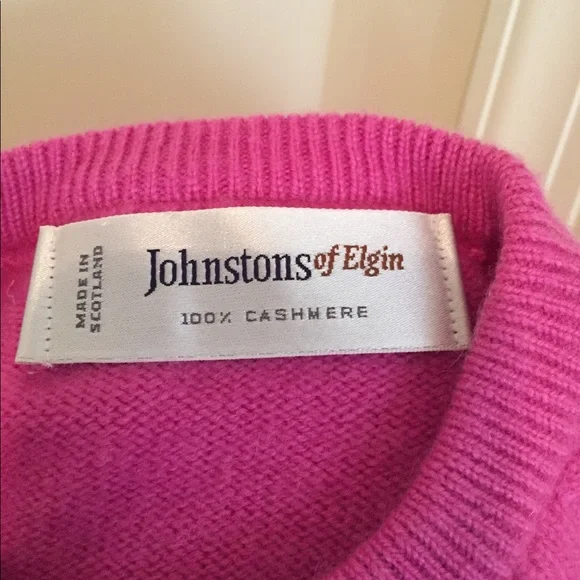 MADE IN
SCOTLAND
Johnstons of Elgin
100% CASHMERE